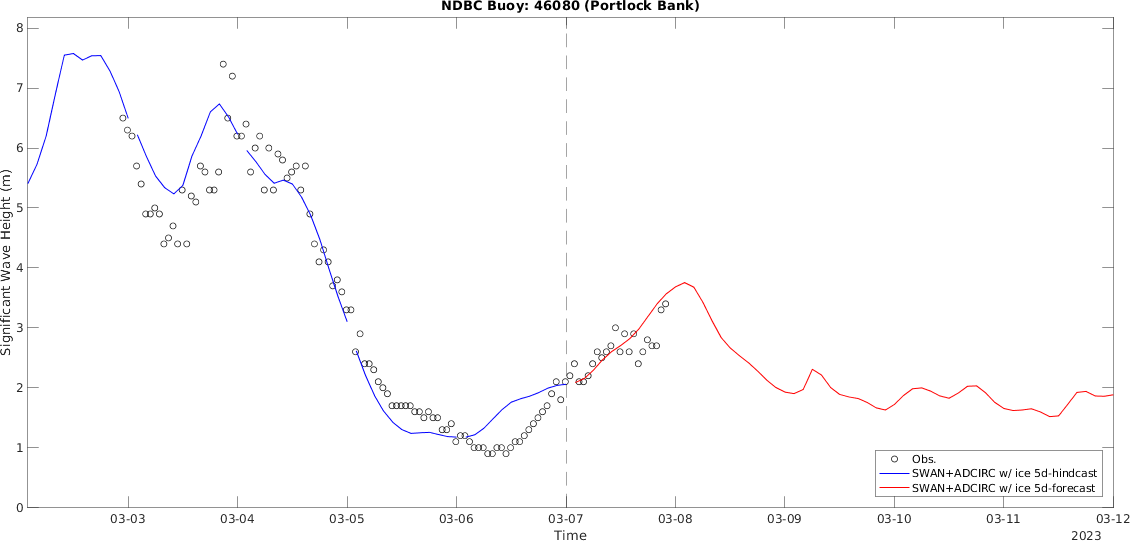 NDBC Buoy: 46080 (Portlock Bank)
8
7
6
5
4
3
2
1
0
Significant Wave Height (m)
Obs.
SWAN+ADCIRC w/ ice 5d-hindcast
SWAN+ADCIRC w/ ice 5d-forecast
03-03 03-04 03-05 03-06 03-07 03-08 03-09 03-10 03-11 03-12
Time
2023